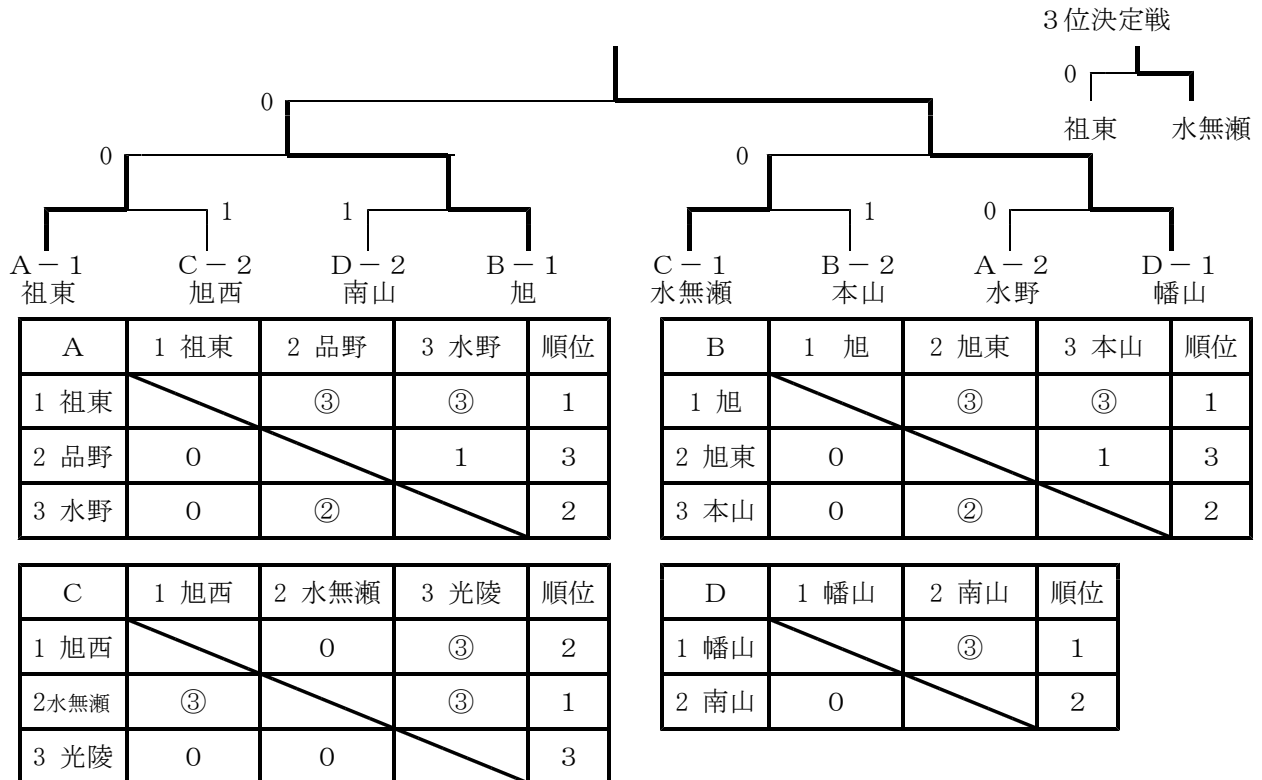 ３位決定戦
0
祖東 水無瀬
0
0 0
1 1 1 0
A－1 C－2 D－2 B－1 C－1 B－2 A－2 D－1
祖東 旭西 南山 旭 水無瀬 本山 水野 幡山
A 1 祖東 2 品野 3 水野 順位
1 祖東 ③ ③ 1
2 品野 0 1 3
3 水野 0 ② 2
B 1 旭 2 旭東 3 本山 順位
1 旭 ③ ③ 1
2 旭東 0 1 3
3 本山 0 ② 2
C 1 旭西 2 水無瀬 3 光陵 順位
1 旭西 0 ③ 2
2水無瀬 ③ ③ 1
3 光陵 0 0 3
D 1 幡山 2 南山 順位
1 幡山 ③ 1
2 南山 0 2